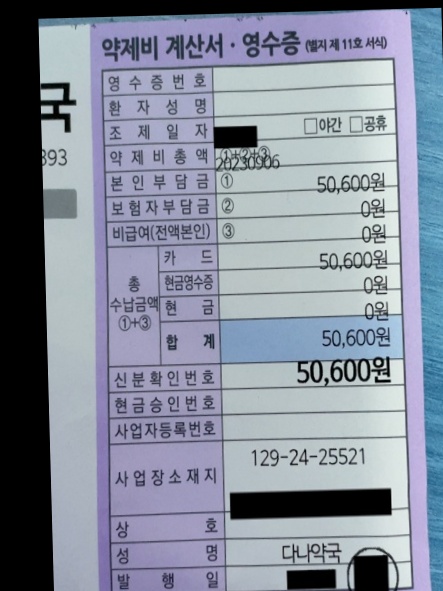 국
393
약제비 계산서·영수증 (별지 제 11호 서식)
영수증번호
환자성명
조제일자 □야간 □공휴
약제비총액 ①+②+③
20230906
본인부담금 ① 50,600원
보험자부담금 ② 0원
비급여(전액본인) ③ 0원
총수납금액 ①+③
카드 50,600원
현금영수증 0원
현금 0원
합계 50,600원
신분확인번호 50,600원
현금승인번호
사업자등록번호
129-24-25521
사업장소재지
상호
성명 다나약국
발행일